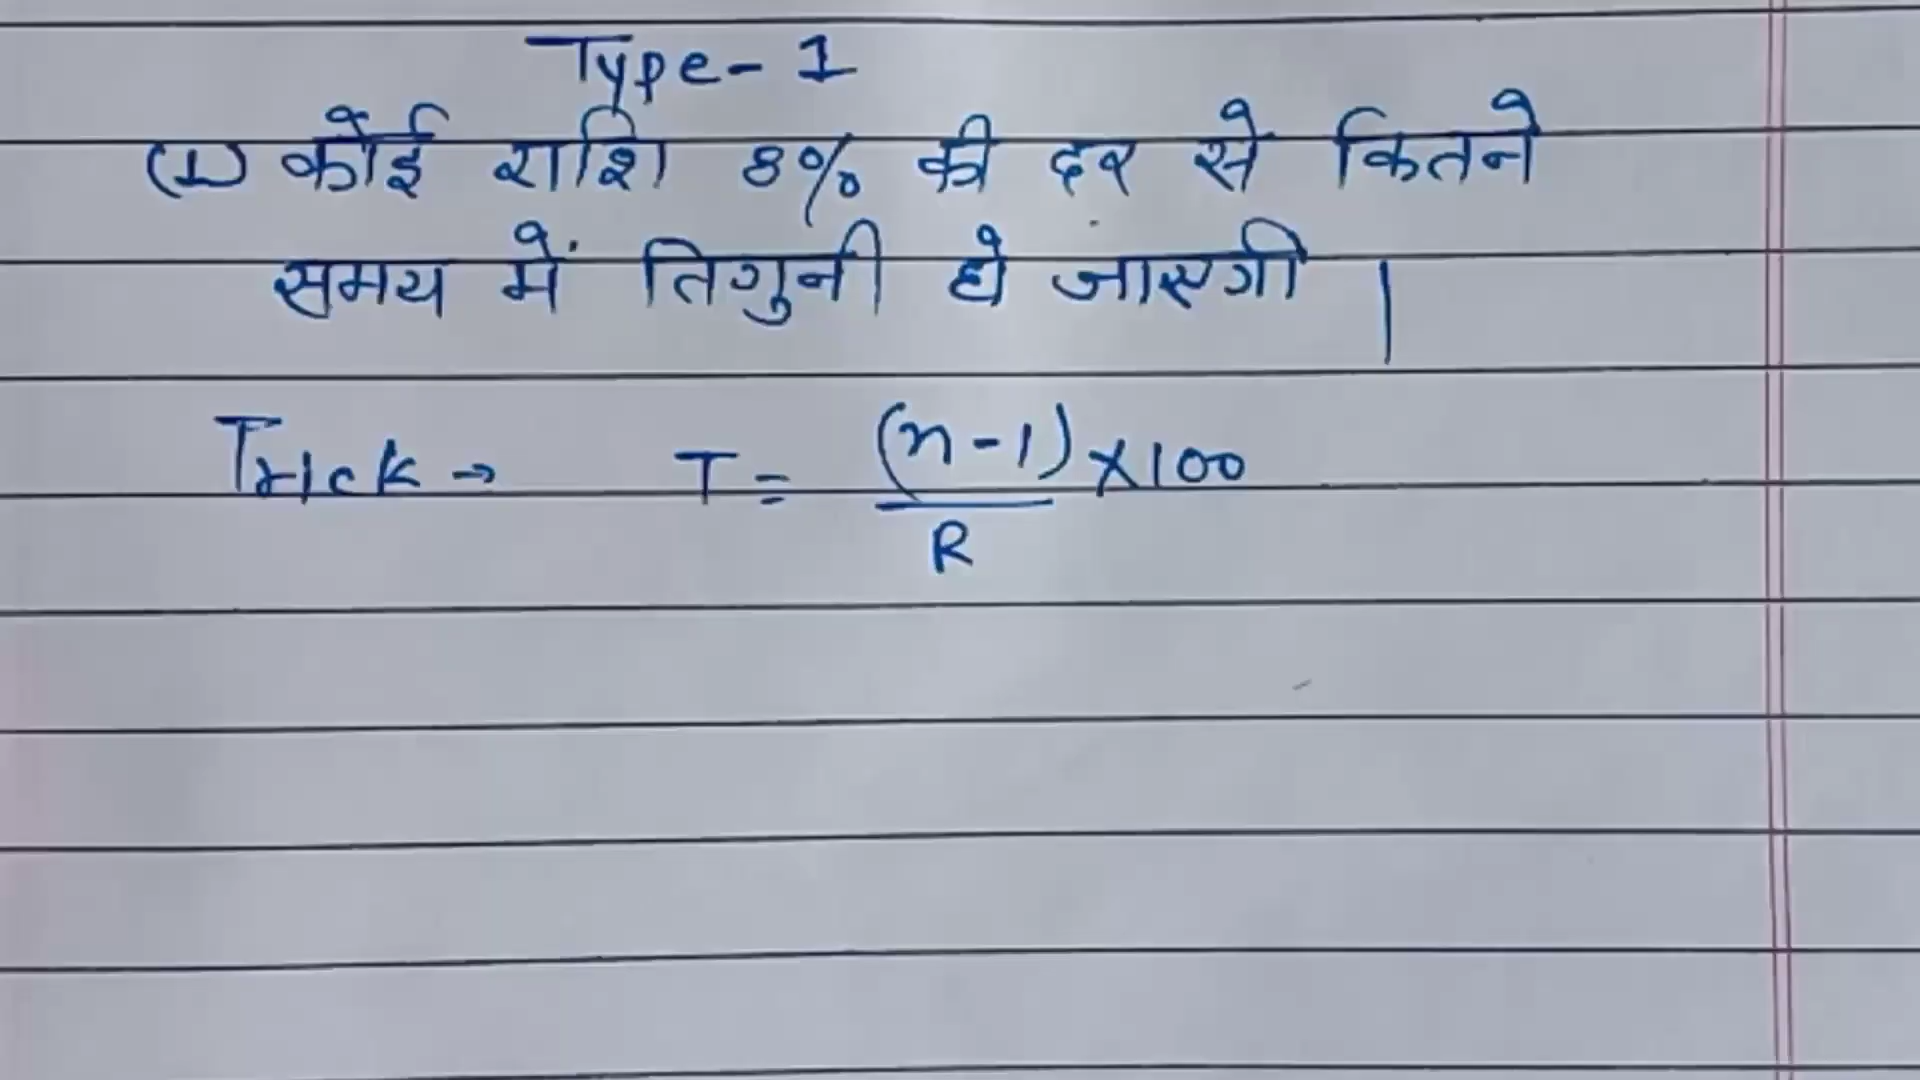 Type - 1
(1) कोई राशि 8% की दर से कितने
समय में तिगुनी हो जाएगी |
Trick → T = (n-1)/R ×100